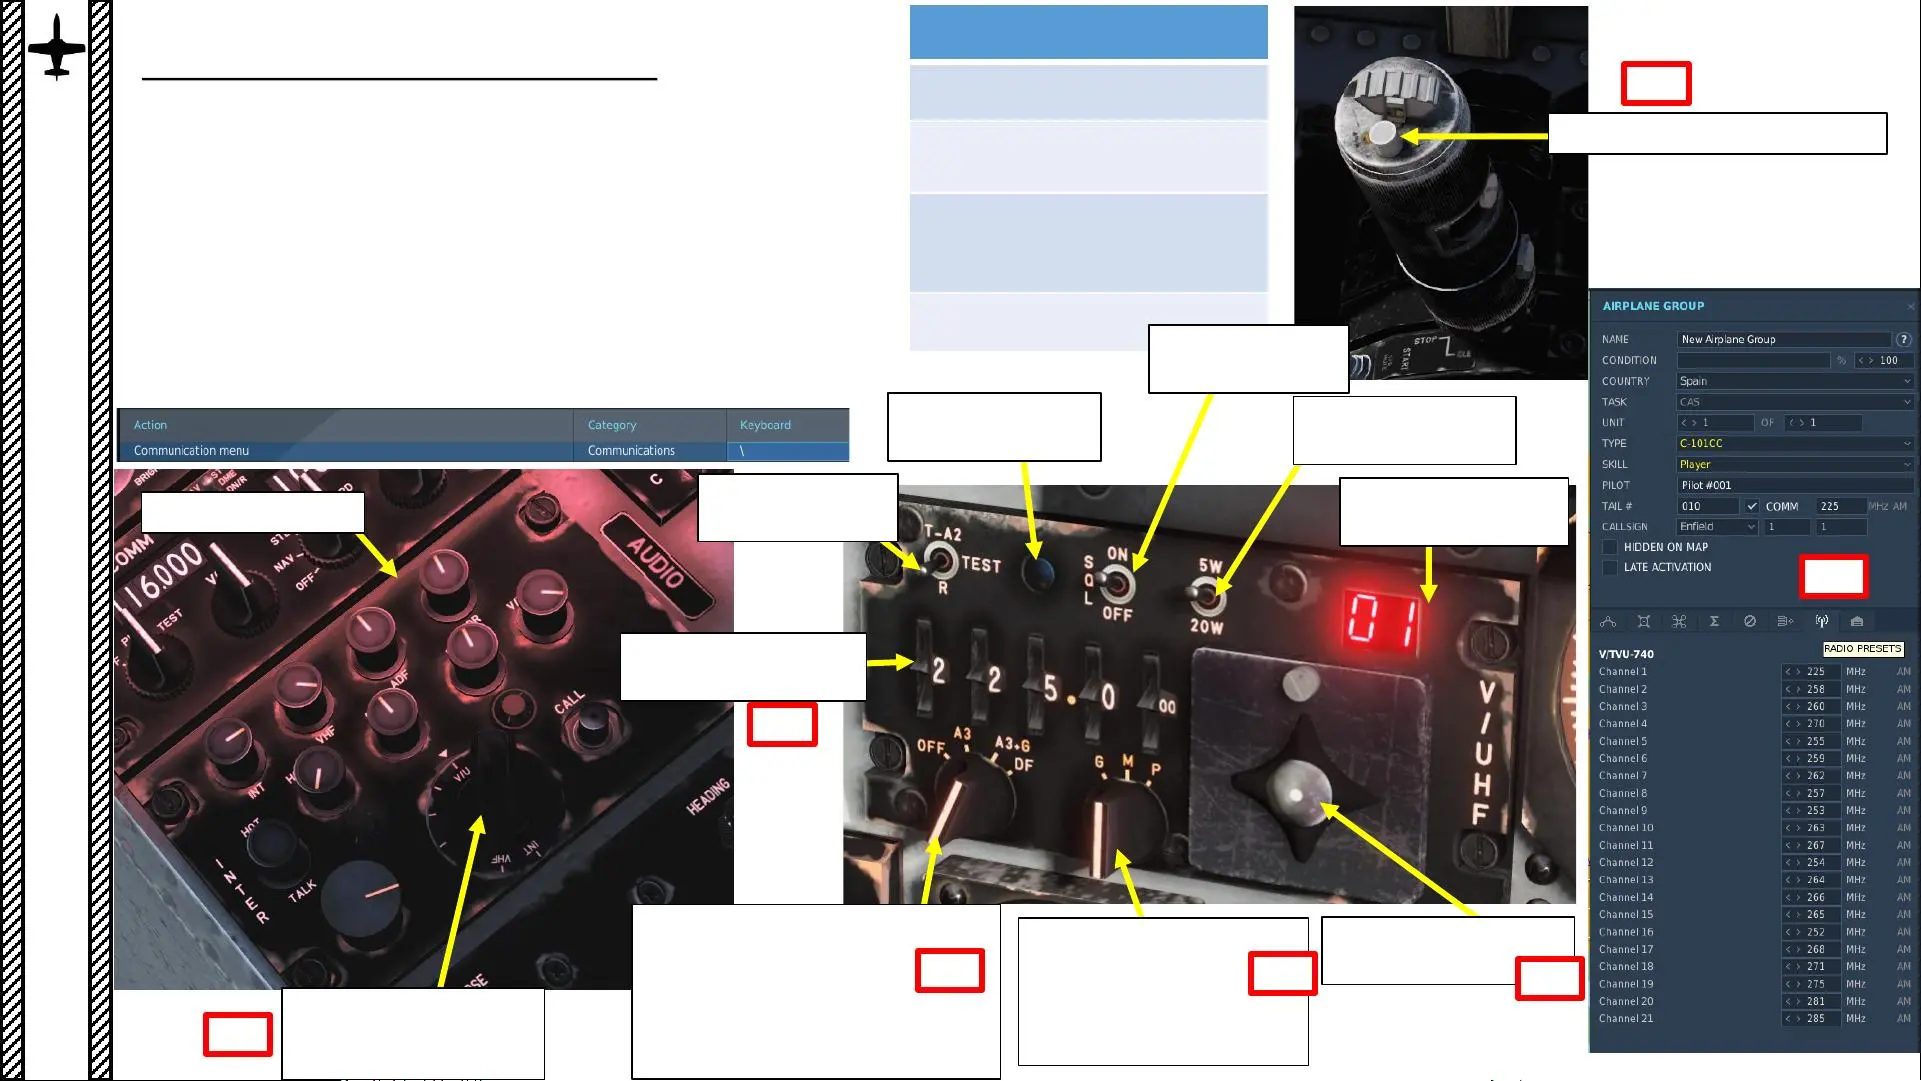 STOP
START
IDLE
Action Category Keyboard
Communication menu Communications \
COMM
116.000
V/
TEST
NAV
OFF
AUDIO
C
ADF
VHF
INT
CALL
HOT
TALK
INTER
V/U
INT
VHF
HEADING
T-A2
TEST
R
SQL
ON
OFF
5W
20W
01
2 2 5.0 00
OFF A3 A3+G DF
G M P
V/UHF
AIRPLANE GROUP
NAME New Airplane Group ?
CONDITION % < > 100
COUNTRY Spain
TASK CAS
UNIT < > 1 OF < > 1
TYPE C-101CC
SKILL Player
PILOT Pilot #001
TAIL # 010 COMM 225 MHz AM
CALLSIGN Enfield 1 1
HIDDEN ON MAP
LATE ACTIVATION
RADIO PRESETS
V/TVU-740
Channel 1 < > 225 MHz AM
Channel 2 < > 258 MHz AM
Channel 3 < > 260 MHz AM
Channel 4 < > 270 MHz AM
Channel 5 < > 255 MHz AM
Channel 6 < > 259 MHz AM
Channel 7 < > 262 MHz AM
Channel 8 < > 257 MHz AM
Channel 9 < > 253 MHz AM
Channel 10 < > 263 MHz AM
Channel 11 < > 267 MHz AM
Channel 12 < > 254 MHz AM
Channel 13 < > 264 MHz AM
Channel 14 < > 266 MHz AM
Channel 15 < > 265 MHz AM
Channel 16 < > 252 MHz AM
Channel 17 < > 268 MHz AM
Channel 18 < > 271 MHz AM
Channel 19 < > 275 MHz AM
Channel 20 < > 281 MHz AM
Channel 21 < > 285 MHz AM